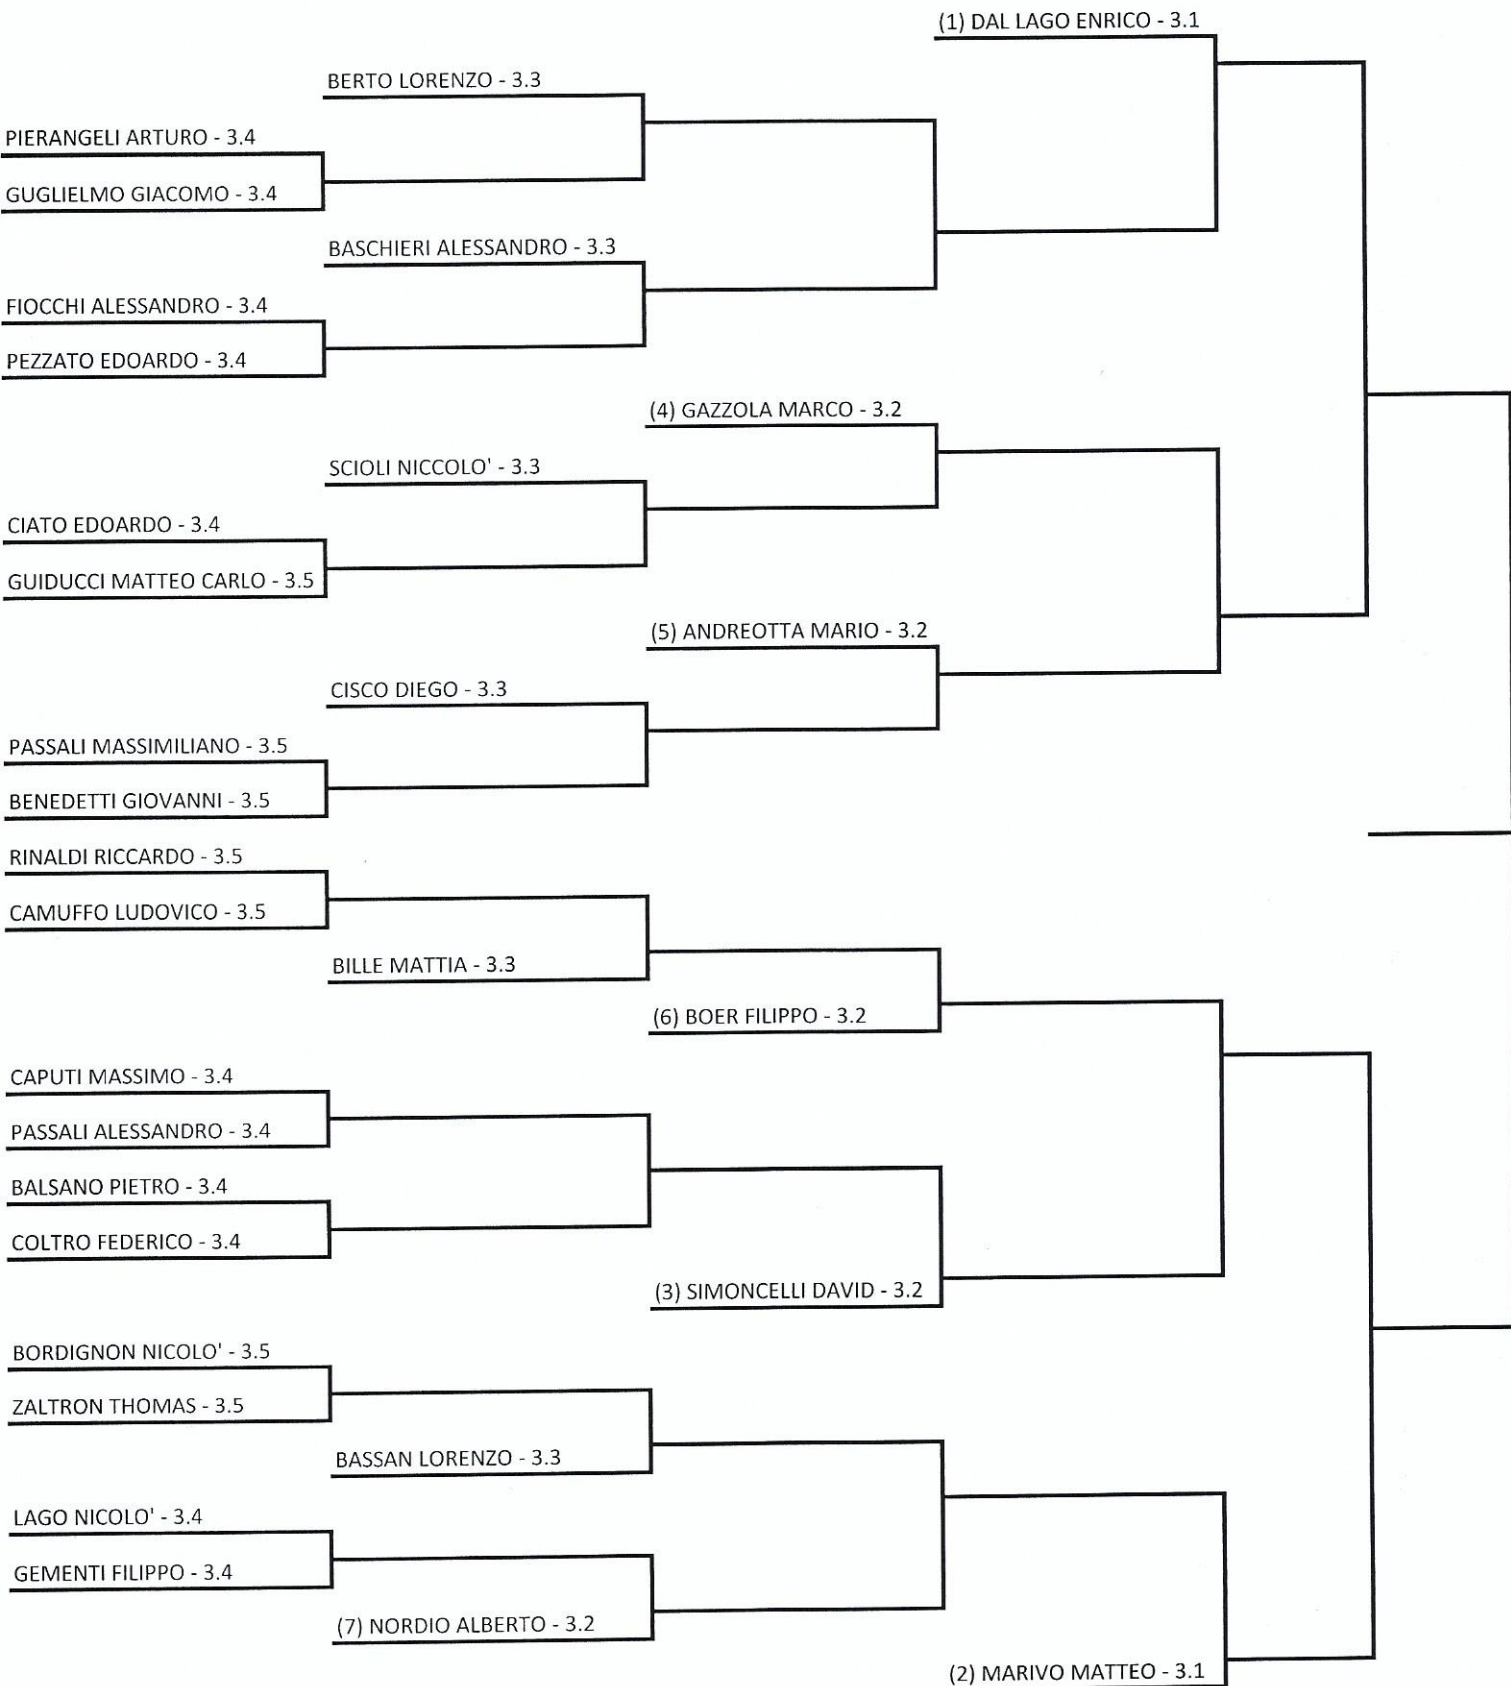 (1) DAL LAGO ENRICO - 3.1
BERTO LORENZO - 3.3
PIERANGELI ARTURO - 3.4
GUGLIELMO GIACOMO - 3.4
BASCHIERI ALESSANDRO - 3.3
FIOCCHI ALESSANDRO - 3.4
PEZZATO EDOARDO - 3.4
(4) GAZZOLA MARCO - 3.2
SCIOLI NICCOLO' - 3.3
CIATO EDOARDO - 3.4
GUIDUCCI MATTEO CARLO - 3.5
(5) ANDREOTTA MARIO - 3.2
CISCO DIEGO - 3.3
PASSALI MASSIMILIANO - 3.5
BENEDETTI GIOVANNI - 3.5
RINALDI RICCARDO - 3.5
CAMUFFO LUDOVICO - 3.5
BILLE MATTIA - 3.3
(6) BOER FILIPPO - 3.2
CAPUTI MASSIMO - 3.4
PASSALI ALESSANDRO - 3.4
BALSANO PIETRO - 3.4
COLTRO FEDERICO - 3.4
(3) SIMONCELLI DAVID - 3.2
BORDIGNON NICOLO' - 3.5
ZALTRON THOMAS - 3.5
BASSAN LORENZO - 3.3
LAGO NICOLO' - 3.4
GEMENTI FILIPPO - 3.4
(7) NORDIO ALBERTO - 3.2
(2) MARIVO MATTEO - 3.1